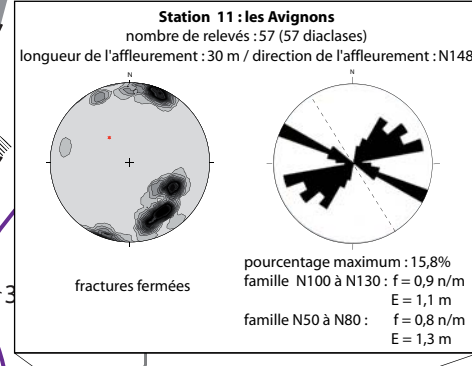 Station 11 : les Avignons
nombre de relevés : 57 (57 diaclases)
longueur de l'affleurement : 30 m / direction de l'affleurement : N148
N
N
fractures fermées
pourcentage maximum : 15,8%
famille N100 à N130 : f = 0,9 n/m
E = 1,1 m
famille N50 à N80 : f = 0,8 n/m
E = 1,3 m
3